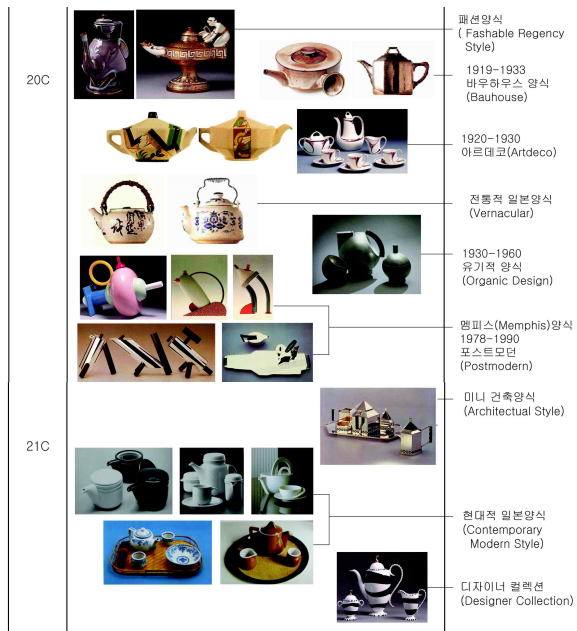 패션양식
( Fashable Regency
Style)
20C
1919-1933
바우하우스 양식
(Bauhouse)
1920-1930
아르데코(Artdeco)
전통적 일본양식
(Vernacular)
1930-1960
유기적 양식
(Organic Design)
멤피스(Memphis)양식
1978-1990
포스트모던
(Postmodern)
미니 건축양식
(Architectual Style)
21C
현대적 일본양식
(Contemporary
Modern Style)
디자이너 컬렉션
(Designer Collection)